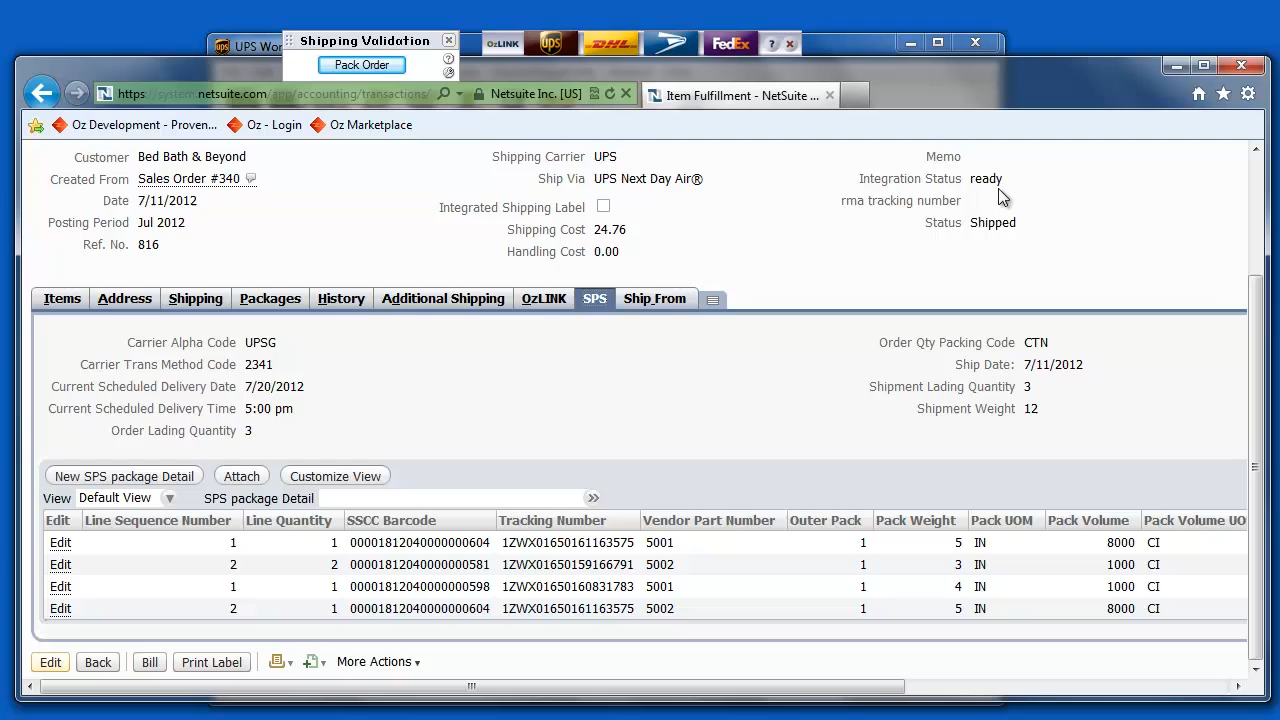 Shipping Validation
Pack Order
UPS Wor
OzLINK ups DHL FedEx ?
https://system.netsuite.com/app/accounting/transactions/
Netsuite Inc. [US]
Item Fulfillment - NetSuite ...
Oz Development - Proven... Oz - Login Oz Marketplace
Customer Bed Bath & Beyond Shipping Carrier UPS Memo
Created From Sales Order #340 Ship Via UPS Next Day Air® Integration Status ready
Date 7/11/2012 Integrated Shipping Label rma tracking number
Posting Period Jul 2012 Shipping Cost 24.76 Status Shipped
Ref. No. 816 Handling Cost 0.00
Items Address Shipping Packages History Additional Shipping OzLINK SPS Ship From
Carrier Alpha Code UPSG Order Qty Packing Code CTN
Carrier Trans Method Code 2341 Ship Date: 7/11/2012
Current Scheduled Delivery Date 7/20/2012 Shipment Lading Quantity 3
Current Scheduled Delivery Time 5:00 pm Shipment Weight 12
Order Lading Quantity 3
New SPS package Detail Attach Customize View
View Default View SPS package Detail
Edit Line Sequence Number Line Quantity SSCC Barcode Tracking Number Vendor Part Number Outer Pack Pack Weight Pack UOM Pack Volume Pack Volume UO
Edit 1 1 00001812040000000604 1ZWX01650161163575 5001 1 5 IN 8000 CI
Edit 2 2 00001812040000000581 1ZWX01650159166791 5002 1 3 IN 1000 CI
Edit 1 1 00001812040000000598 1ZWX01650160831783 5001 1 4 IN 1000 CI
Edit 2 1 00001812040000000604 1ZWX01650161163575 5002 1 5 IN 8000 CI
Edit Back Bill Print Label More Actions